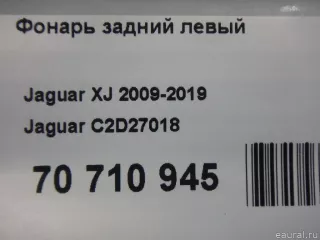 Фонарь задний левый
Jaguar XJ 2009-2019
Jaguar C2D27018
70 710 945
eaural.ru